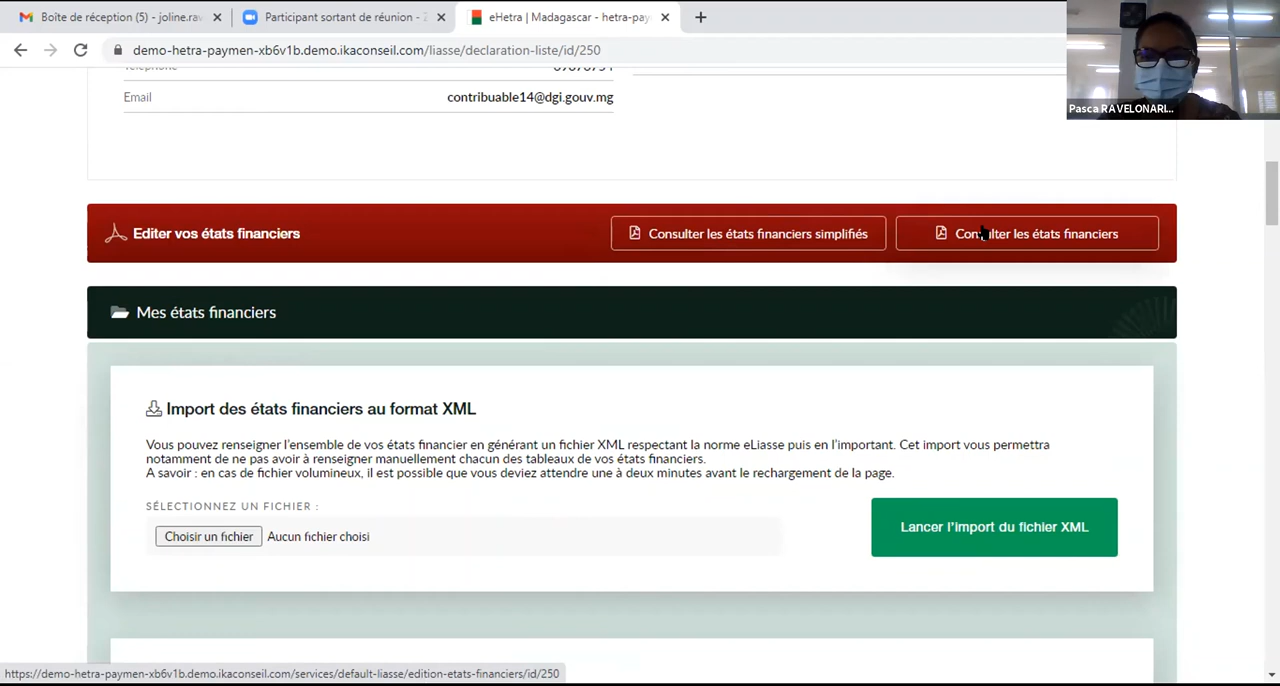 Boîte de réception (5) - joline.rav
Participant sortant de réunion - Z
eHetra | Madagascar - hetra-pay
demo-hetra-paymen-xb6v1b.demo.ikaconseil.com/liasse/declaration-liste/id/250
Pasca RAVELONARI...
Email contribuable14@dgi.gouv.mg
Editer vos états financiers
Consulter les états financiers simplifiés
Consulter les états financiers
Mes états financiers
Import des états financiers au format XML
Vous pouvez renseigner l'ensemble de vos états financier en générant un fichier XML respectant la norme eLiasse puis en l'important. Cet import vous permettra
notamment de ne pas avoir à renseigner manuellement chacun des tableaux de vos états financiers.
A savoir : en cas de fichier volumineux, il est possible que vous deviez attendre une à deux minutes avant le rechargement de la page.
SÉLECTIONNEZ UN FICHIER :
Choisir un fichier Aucun fichier choisi
Lancer l'import du fichier XML
https://demo-hetra-paymen-xb6v1b.demo.ikaconseil.com/services/default-liasse/edition-etats-financiers/id/250